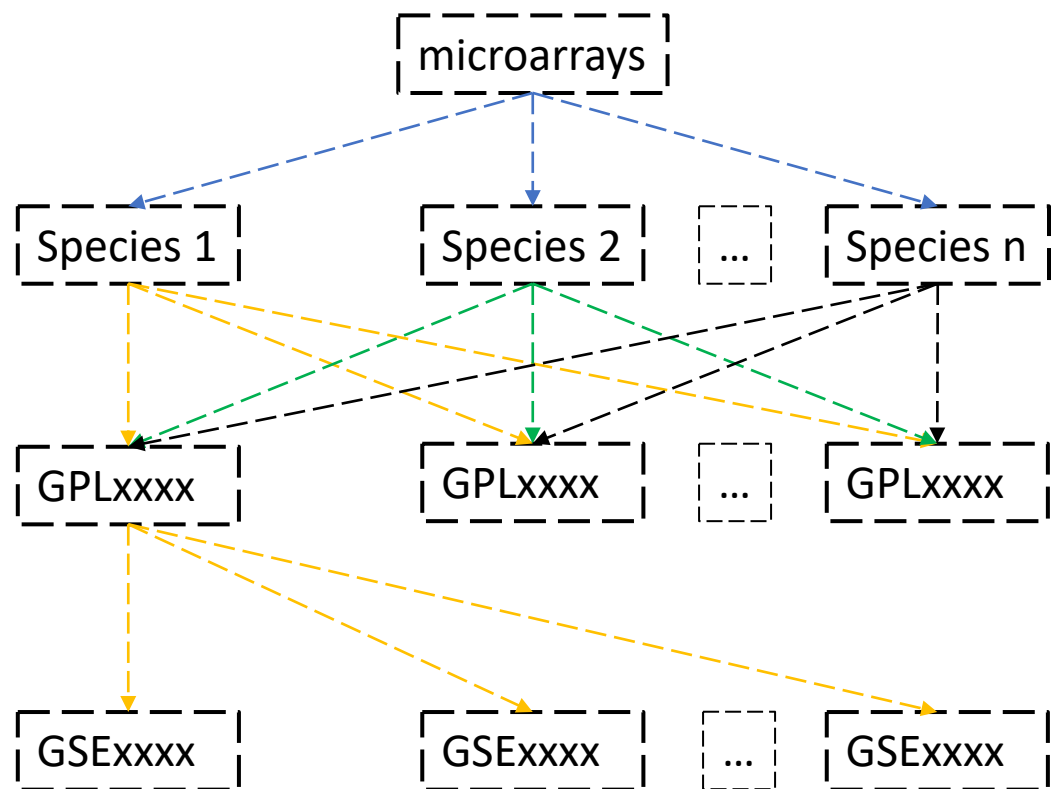 microarrays
Species 1
Species 2
...
Species n
GPLxxxx
GPLxxxx
...
GPLxxxx
GSExxxx
GSExxxx
...
GSExxxx